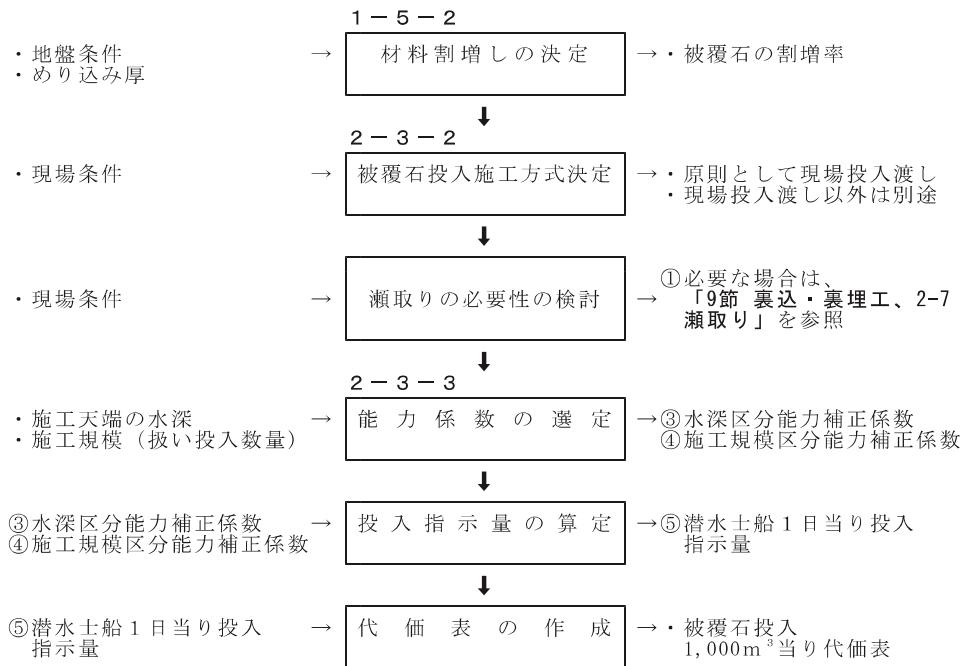 1－5－2
・地盤条件 → 材料割増しの決定 → ・被覆石の割増率
・めり込み厚
⬇
2－3－2
・現場条件 → 被覆石投入施工方式決定 → ・原則として現場投入渡し
・現場投入渡し以外は別途
⬇
・現場条件 → 瀬取りの必要性の検討 → ①必要な場合は、
「9節 裏込・裏埋工、2-7
瀬取り」を参照
⬇
2－3－3
・施工天端の水深 → 能力係数の選定 → ③水深区分能力補正係数
・施工規模（扱い投入数量） ④施工規模区分能力補正係数
⬇
③水深区分能力補正係数 → 投入指示量の算定 → ⑤潜水士船１日当り投入
④施工規模区分能力補正係数 指示量
⬇
⑤潜水士船１日当り投入 → 代価表の作成 → ・被覆石投入
指示量 1,000m³当り代価表